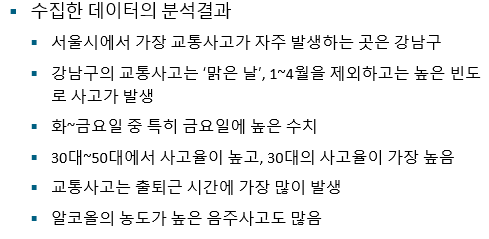 수집한 데이터의 분석결과
서울시에서 가장 교통사고가 자주 발생하는 곳은 강남구
강남구의 교통사고는 ‘맑은 날’, 1~4월을 제외하고는 높은 빈도
로 사고가 발생
화~금요일 중 특히 금요일에 높은 수치
30대~50대에서 사고율이 높고, 30대의 사고율이 가장 높음
교통사고는 출퇴근 시간에 가장 많이 발생
알코올의 농도가 높은 음주사고도 많음